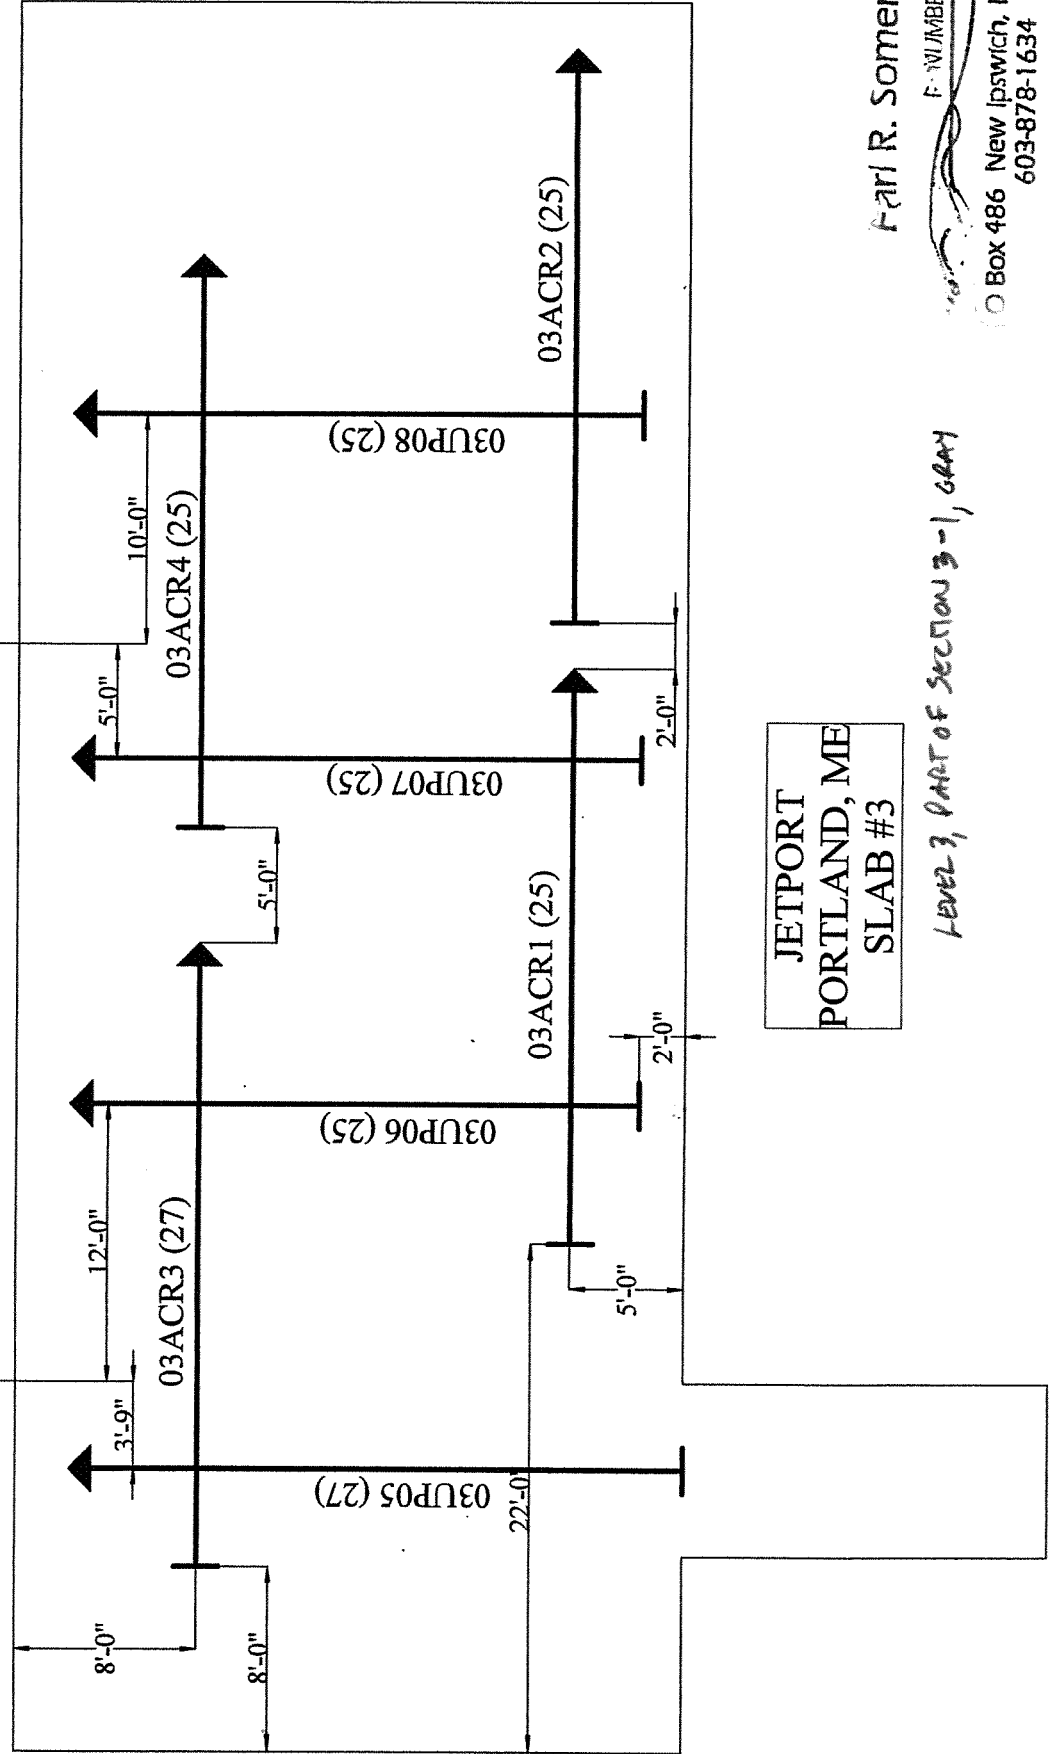 10'-0"
5'-0"
12'-0"
3'-9"
8'-0"
03ACR3 (27)
03ACR4 (25)
5'-0"
8'-0"
03UP05 (27)
03UP06 (25)
03UP07 (25)
03UP08 (25)
22'-0"
03ACR1 (25)
03ACR2 (25)
5'-0"
2'-0"
2'-0"
JETPORT
PORTLAND, ME
SLAB #3
LEVEL 3, PART OF SECTION 3-1, GRAY
Earl R. Somer
O Box 486 New Ipswich,
603-878-1634